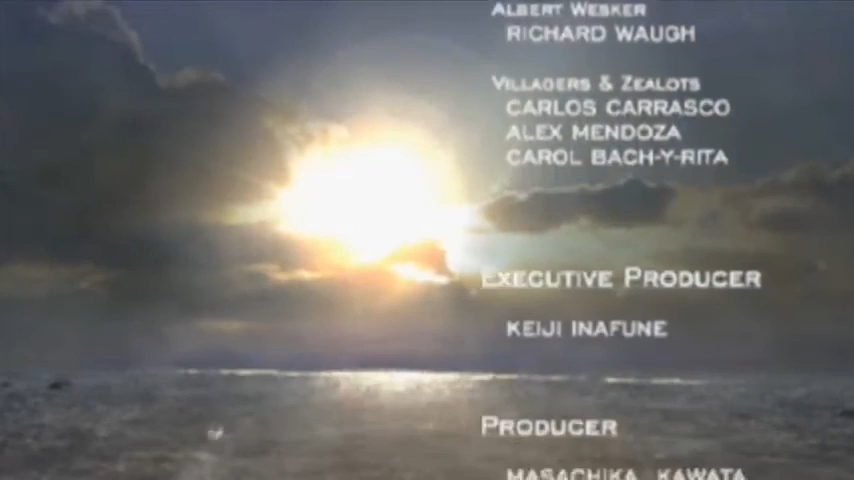 ALBERT WESKER
RICHARD WAUGH
VILLAGERS & ZEALOTS
CARLOS CARRASCO
ALEX MENDOZA
CAROL BACH-Y-RITA
EXECUTIVE PRODUCER
KEIJI INAFUNE
PRODUCER
MASACHIKA KAWATA